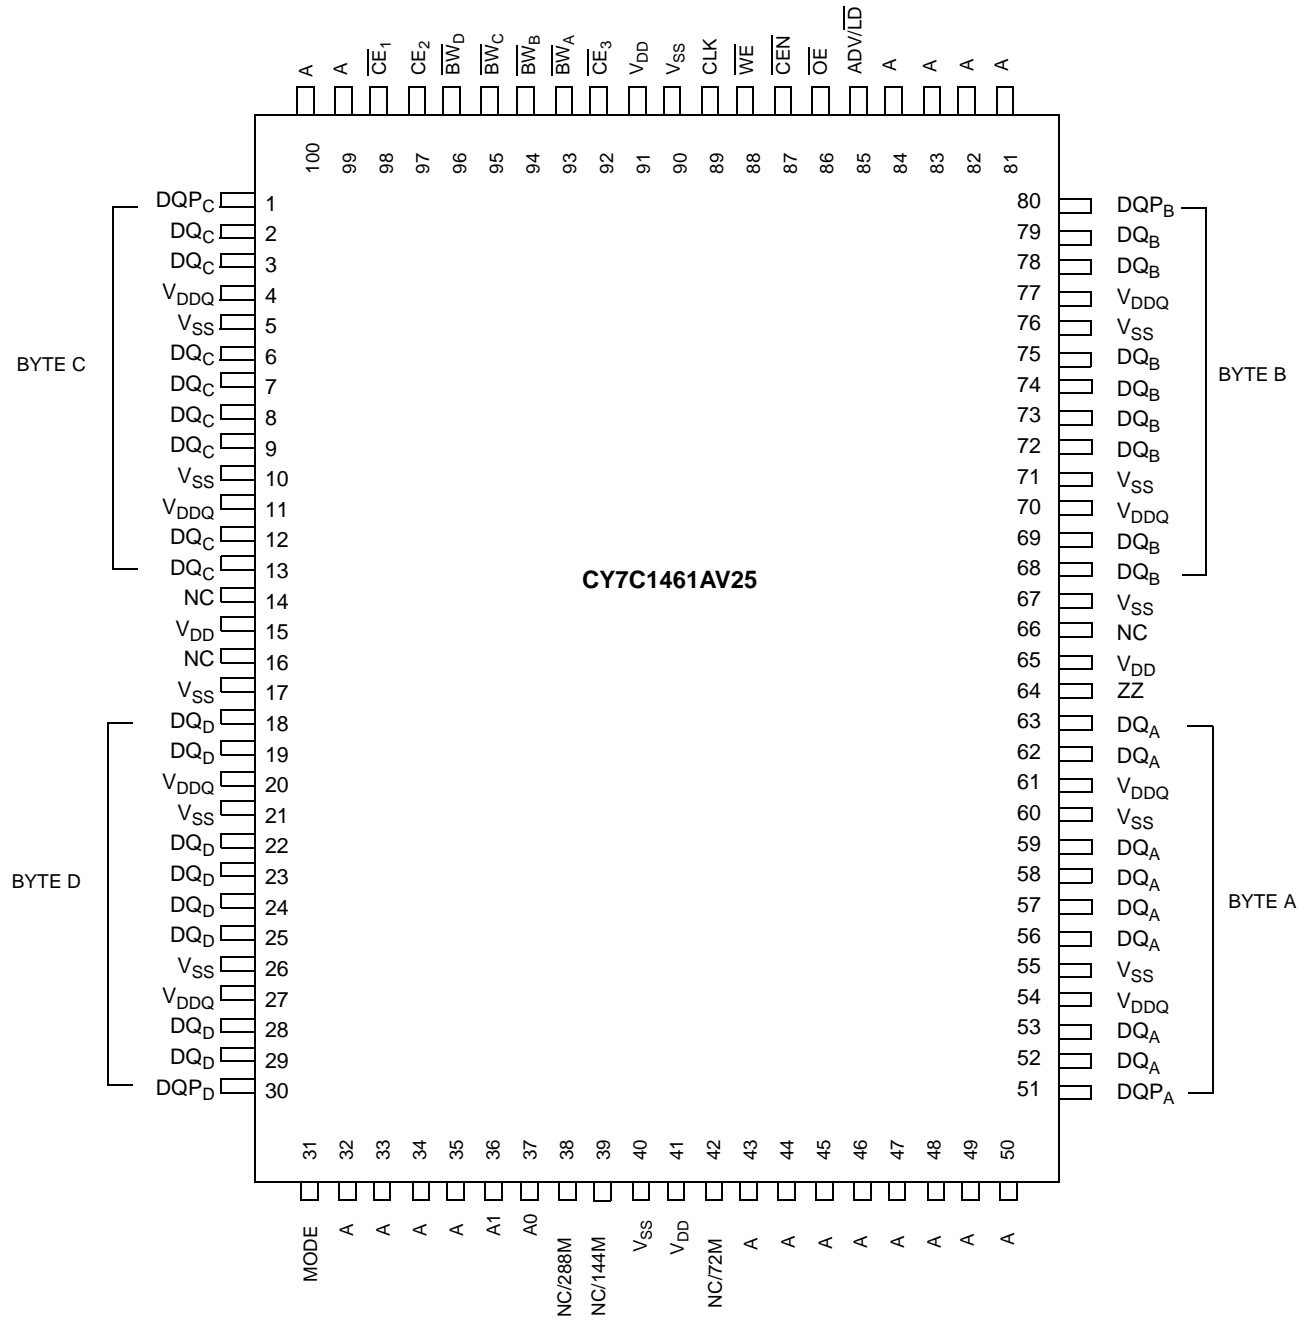 A A CE1 CE2 BWD BWC BWB BWA CE3 VDD VSS CLK WE CEN OE ADV/LD A A A A
100 99 98 97 96 95 94 93 92 91 90 89 88 87 86 85 84 83 82 81
BYTE C
DQPC 1
DQC 2
DQC 3
VDDQ 4
VSS 5
DQC 6
DQC 7
DQC 8
DQC 9
VSS 10
VDDQ 11
DQC 12
DQC 13
NC 14
VDD 15
NC 16
VSS 17
BYTE D
DQD 18
DQD 19
VDDQ 20
VSS 21
DQD 22
DQD 23
DQD 24
DQD 25
VSS 26
VDDQ 27
DQD 28
DQD 29
DQPD 30
CY7C1461AV25
80 DQPB
79 DQB
78 DQB
77 VDDQ
76 VSS
75 DQB
74 DQB
73 DQB
72 DQB
71 VSS
70 VDDQ
69 DQB
68 DQB
BYTE B
67 VSS
66 NC
65 VDD
64 ZZ
63 DQA
62 DQA
61 VDDQ
60 VSS
59 DQA
58 DQA
57 DQA
56 DQA
55 VSS
54 VDDQ
53 DQA
52 DQA
51 DQPA
BYTE A
31 32 33 34 35 36 37 38 39 40 41 42 43 44 45 46 47 48 49 50
MODE A A A A A1 A0 NC/288M NC/144M VSS VDD NC/72M A A A A A A A A